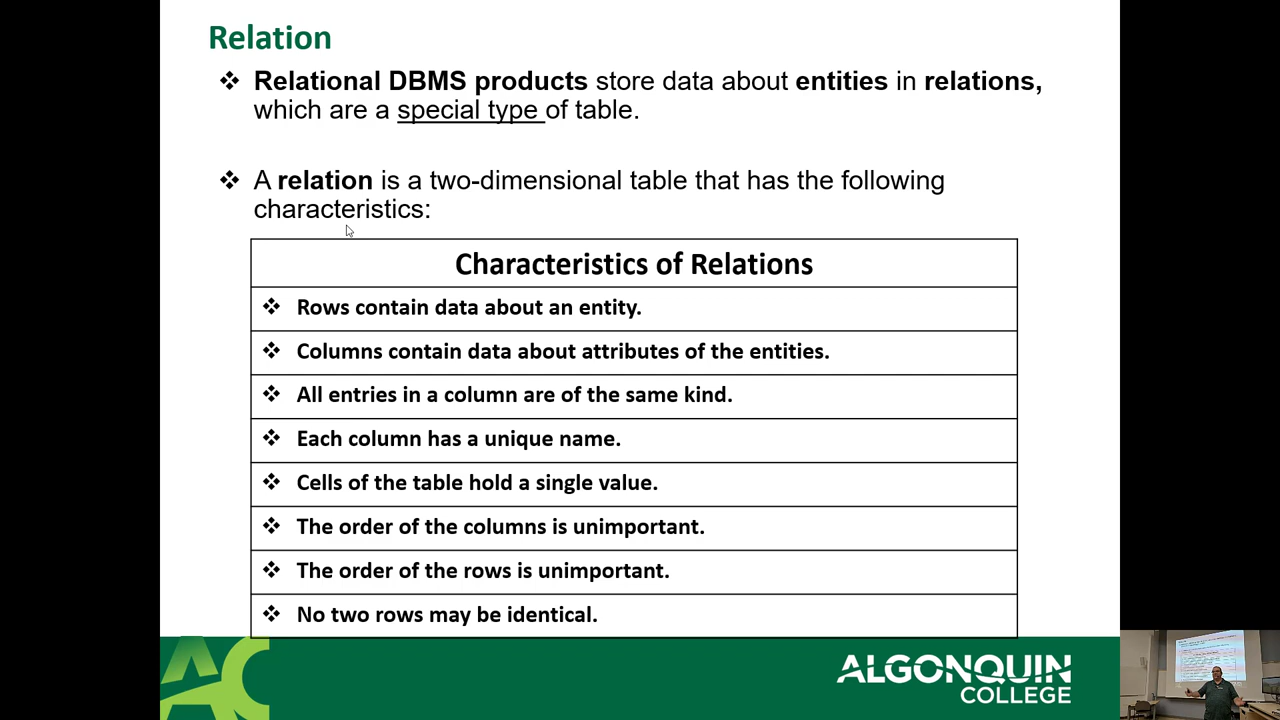 Relation
❖ Relational DBMS products store data about entities in relations,
which are a special type of table.
❖ A relation is a two-dimensional table that has the following
characteristics:
Characteristics of Relations
❖ Rows contain data about an entity.
❖ Columns contain data about attributes of the entities.
❖ All entries in a column are of the same kind.
❖ Each column has a unique name.
❖ Cells of the table hold a single value.
❖ The order of the columns is unimportant.
❖ The order of the rows is unimportant.
❖ No two rows may be identical.
AC
ALGONQUIN
COLLEGE